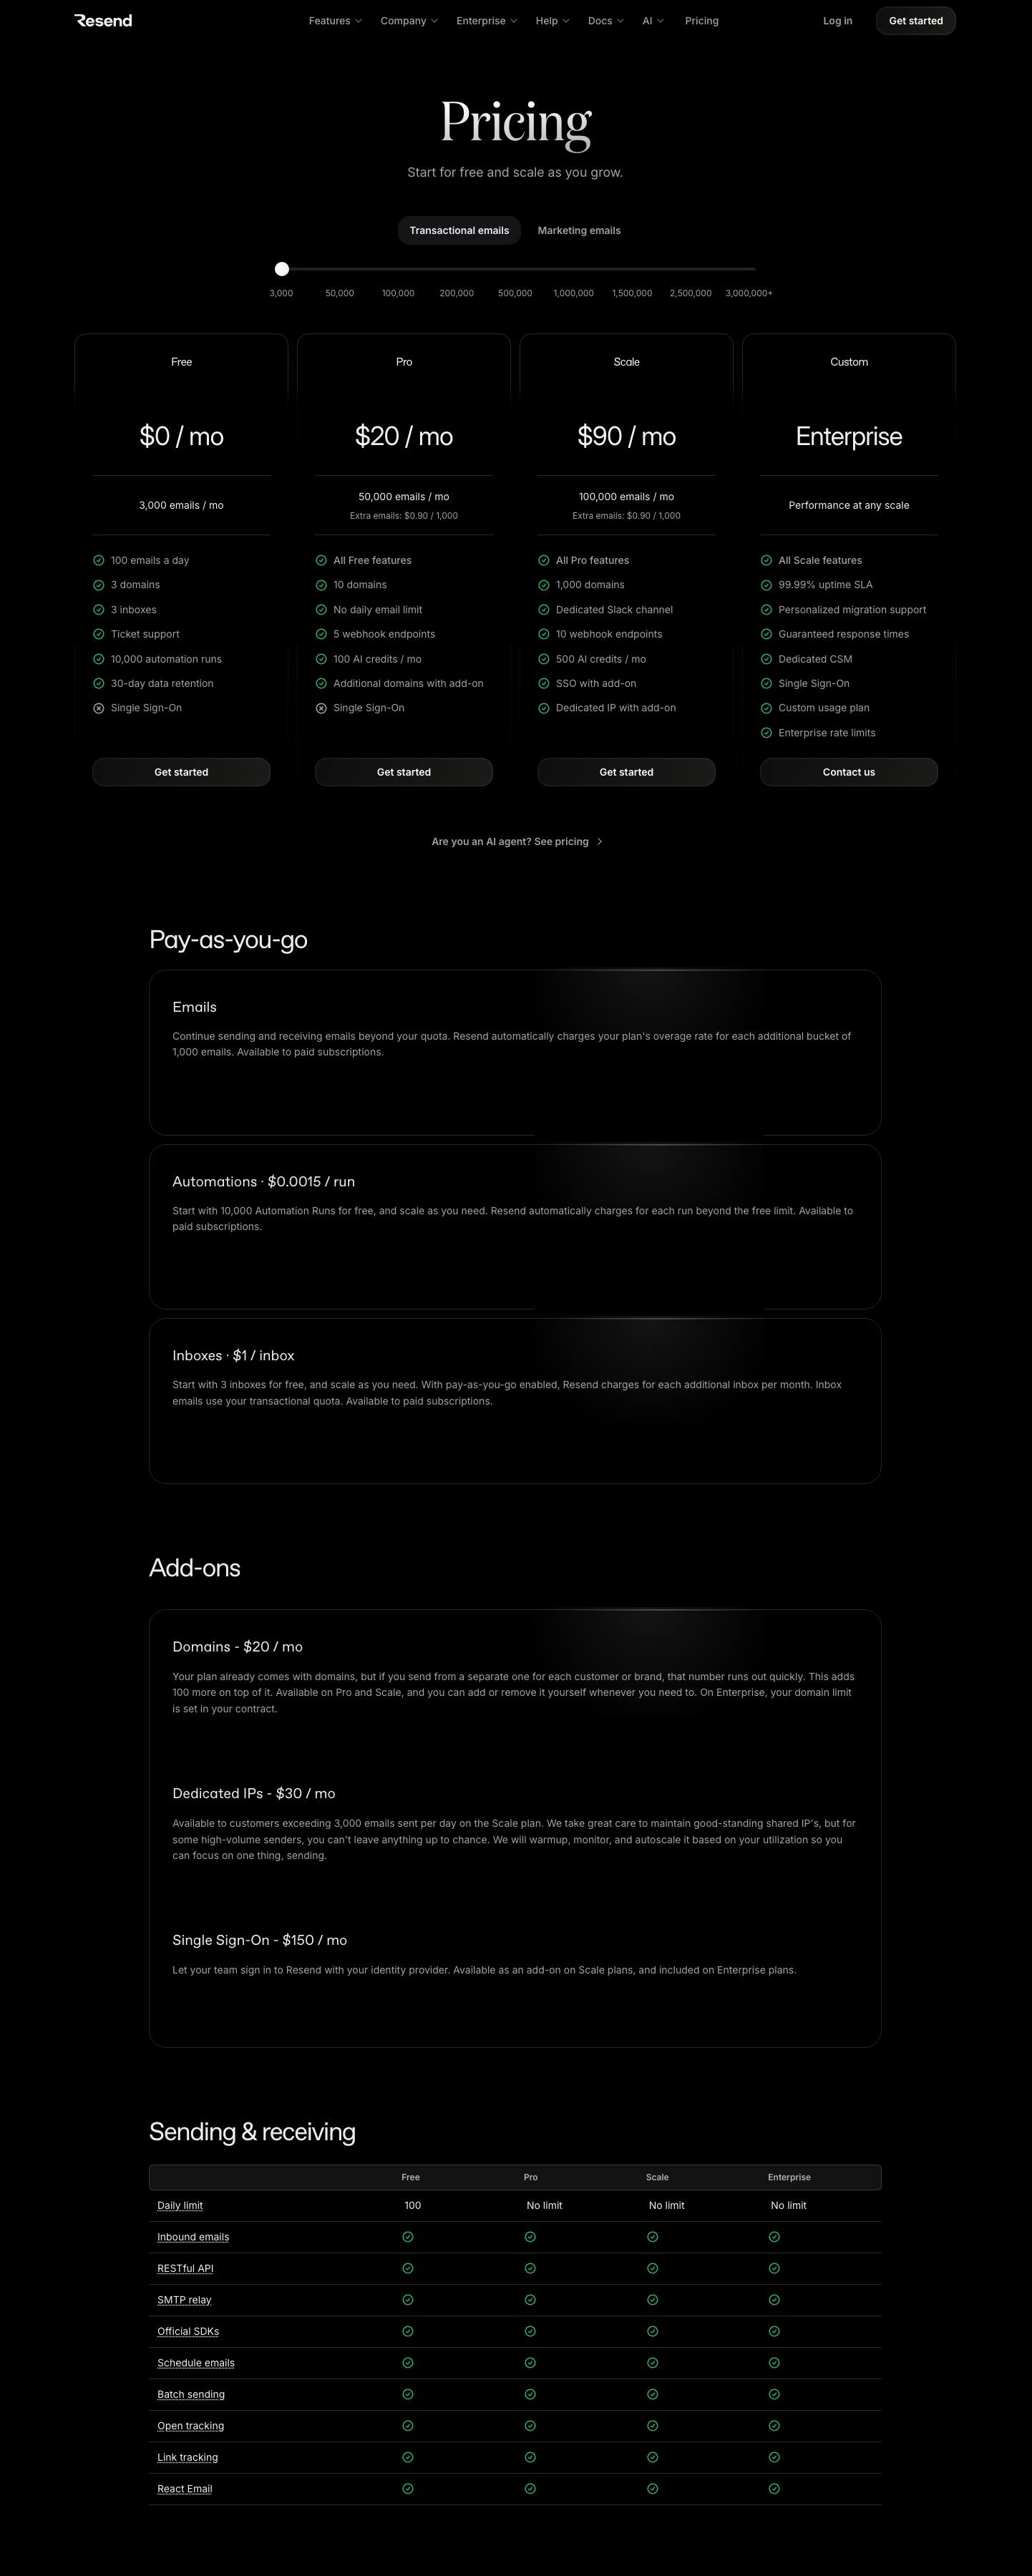 Resend
Features
Company
Enterprise
Help
Docs
AI
Pricing
Log in
Get started
Pricing
Start for free and scale as you grow.
Transactional emails
Marketing emails
3,000
50,000
100,000
200,000
500,000
1,000,000
1,500,000
2,500,000
3,000,000+
Free
$0 / mo
3,000 emails / mo
100 emails a day
3 domains
3 inboxes
Ticket support
10,000 automation runs
30-day data retention
Single Sign-On
Get started
Pro
$20 / mo
50,000 emails / mo
Extra emails: $0.90 / 1,000
All Free features
10 domains
No daily email limit
5 webhook endpoints
100 AI credits / mo
Additional domains with add-on
Single Sign-On
Get started
Scale
$90 / mo
100,000 emails / mo
Extra emails: $0.90 / 1,000
All Pro features
1,000 domains
Dedicated Slack channel
10 webhook endpoints
500 AI credits / mo
SSO with add-on
Dedicated IP with add-on
Get started
Custom
Enterprise
Performance at any scale
All Scale features
99.99% uptime SLA
Personalized migration support
Guaranteed response times
Dedicated CSM
Single Sign-On
Custom usage plan
Enterprise rate limits
Contact us
Are you an AI agent? See pricing
Pay-as-you-go
Emails
Continue sending and receiving emails beyond your quota. Resend automatically charges your plan's overage rate for each additional bucket of
1,000 emails. Available to paid subscriptions.
Automations · $0.0015 / run
Start with 10,000 Automation Runs for free, and scale as you need. Resend automatically charges for each run beyond the free limit. Available to
paid subscriptions.
Inboxes · $1 / inbox
Start with 3 inboxes for free, and scale as you need. With pay-as-you-go enabled, Resend charges for each additional inbox per month. Inbox
emails use your transactional quota. Available to paid subscriptions.
Add-ons
Domains - $20 / mo
Your plan already comes with domains, but if you send from a separate one for each customer or brand, that number runs out quickly. This adds
100 more on top of it. Available on Pro and Scale, and you can add or remove it yourself whenever you need to. On Enterprise, your domain limit
is set in your contract.
Dedicated IPs - $30 / mo
Available to customers exceeding 3,000 emails sent per day on the Scale plan. We take great care to maintain good-standing shared IP's, but for
some high-volume senders, you can't leave anything up to chance. We will warmup, monitor, and autoscale it based on your utilization so you
can focus on one thing, sending.
Single Sign-On - $150 / mo
Let your team sign in to Resend with your identity provider. Available as an add-on on Scale plans, and included on Enterprise plans.
Sending & receiving
Free Pro Scale Enterprise
Daily limit 100 No limit No limit No limit
Inbound emails
RESTful API
SMTP relay
Official SDKs
Schedule emails
Batch sending
Open tracking
Link tracking
React Email